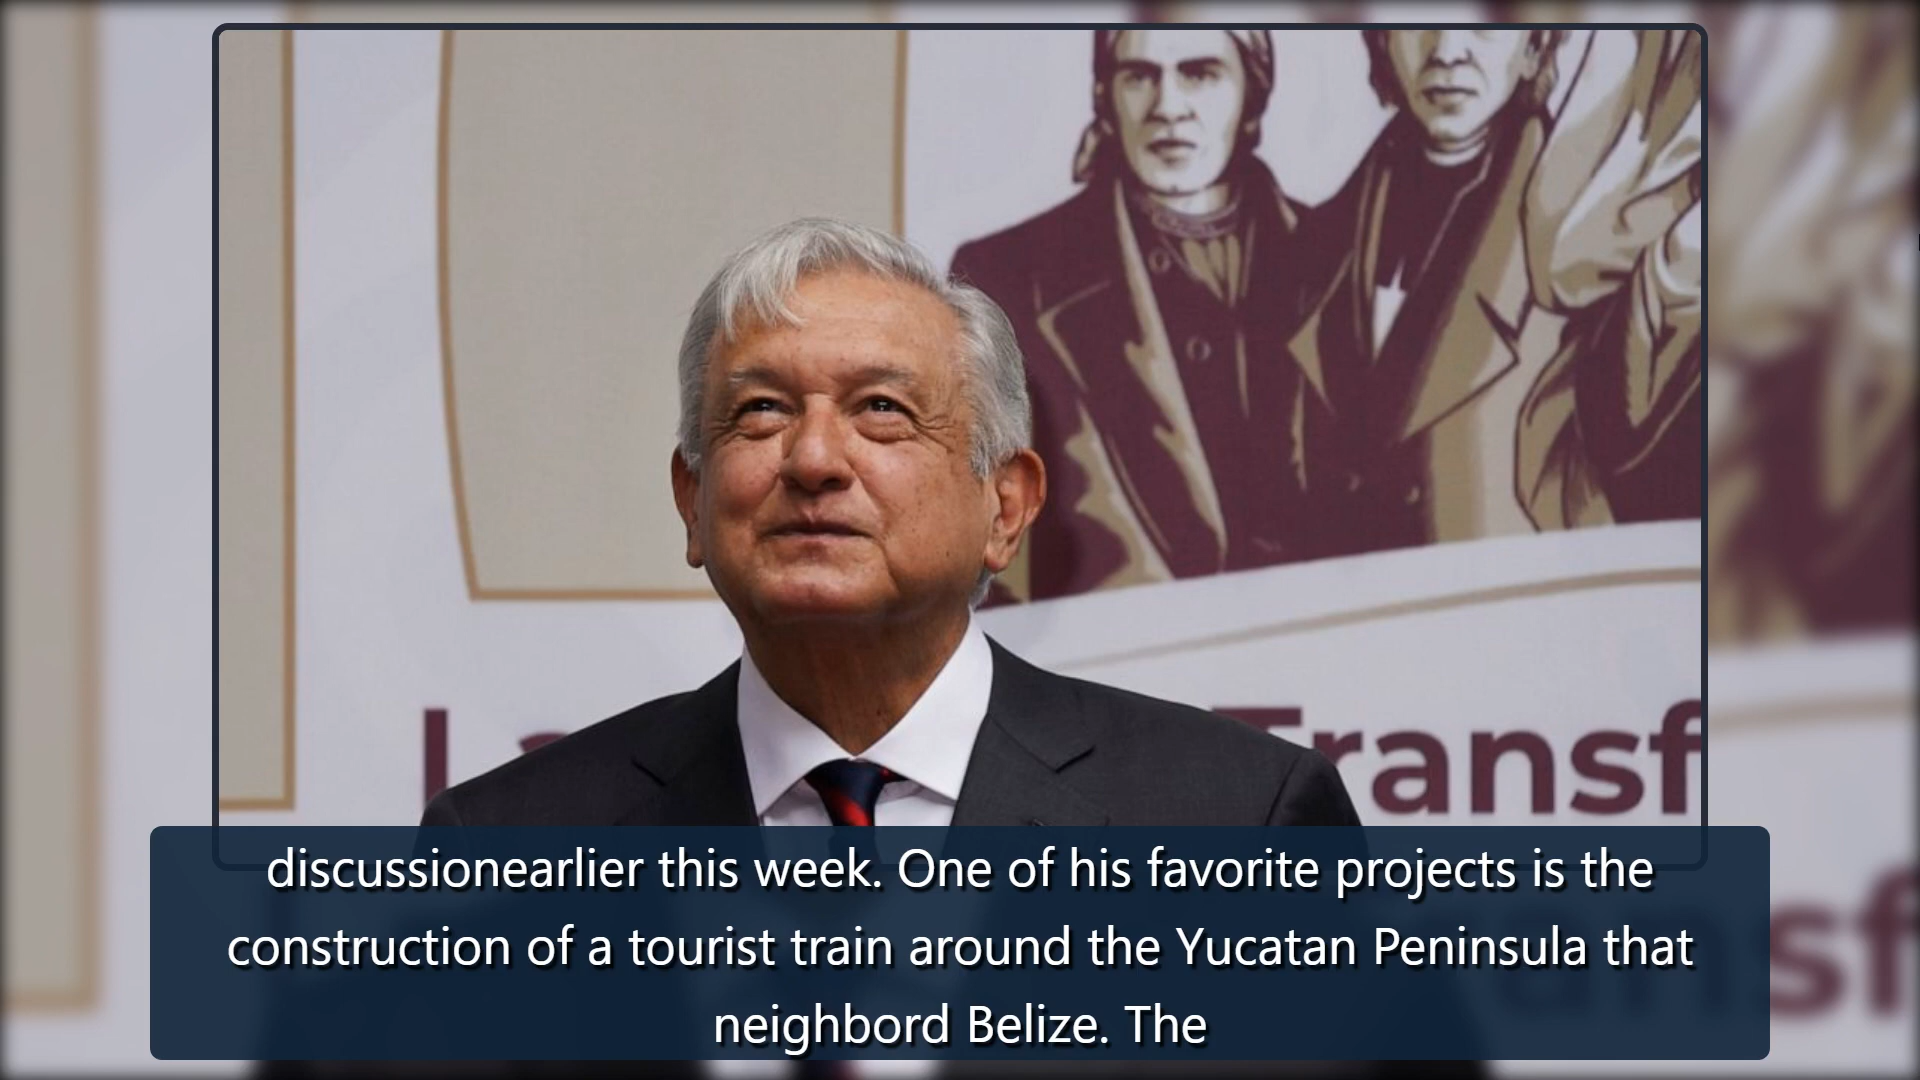 La Transf
discussionearlier this week. One of his favorite projects is the
construction of a tourist train around the Yucatan Peninsula that
neighbord Belize. The